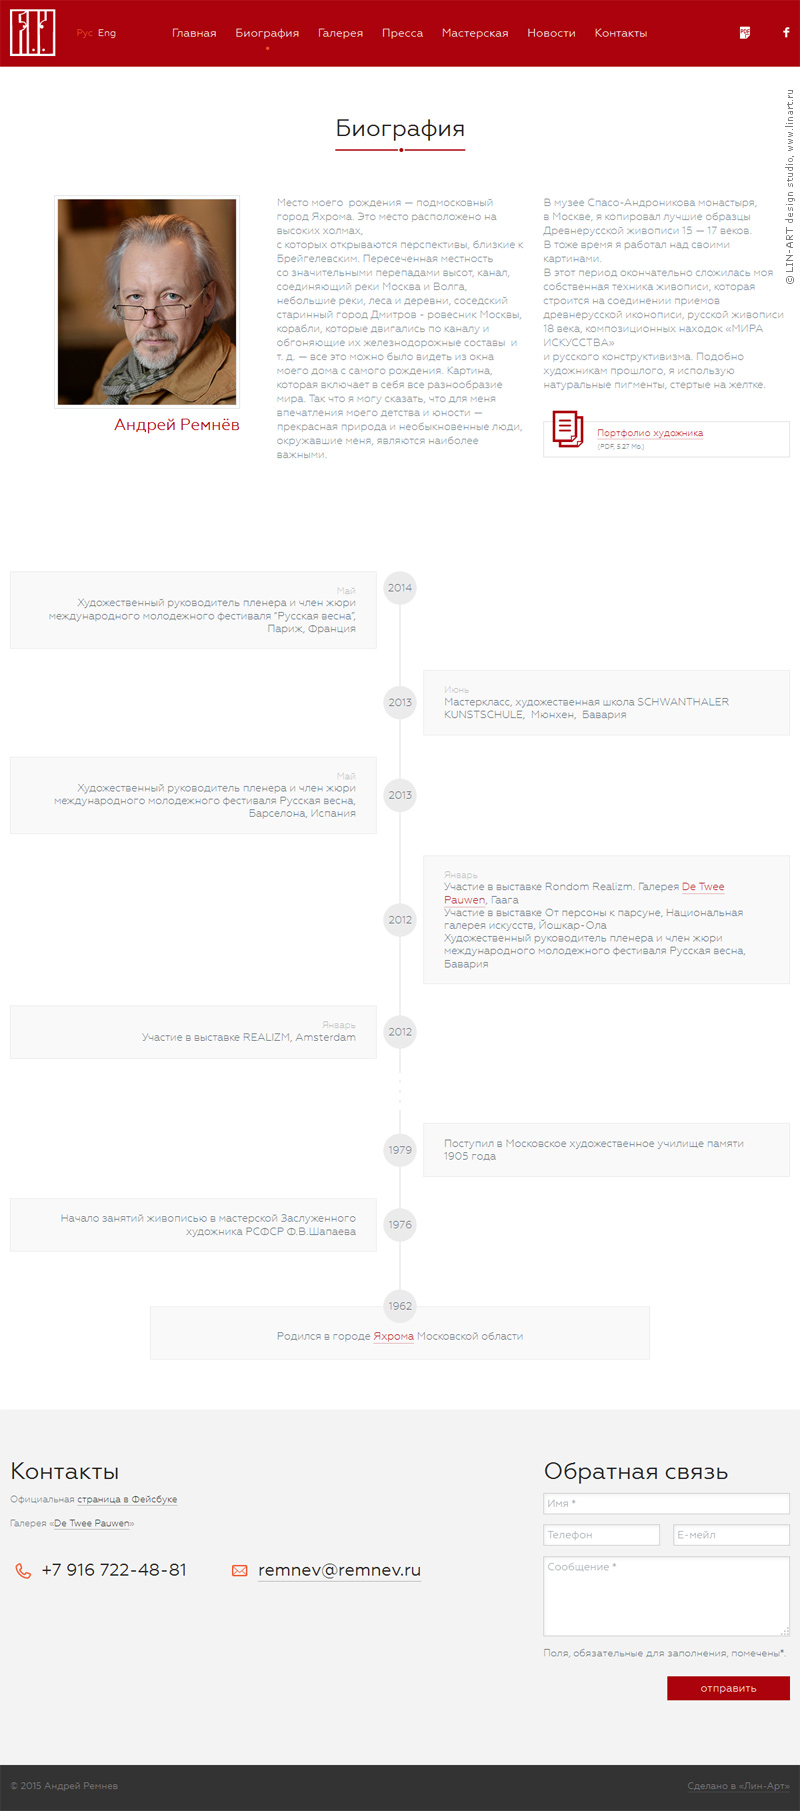 Рус Eng
Главная Биография Галерея Пресса Мастерская Новости Контакты
© LIN-ART design studio, www.linart.ru
Биография
Андрей Ремнёв
Место моего рождения — подмосковный
город Яхрома. Это место расположено на
высоких холмах,
с которых открываются перспективы, близкие к
Брейгелевским. Пересеченная местность
со значительными перепадами высот, канал,
соединяющий реки Москва и Волга,
небольшие реки, леса и деревни, соседский
старинный город Дмитров - ровесник Москвы,
корабли, которые двигались по каналу и
обгоняющие их железнодорожные составы и
т. д. — все это можно было видеть из окна
моего дома с самого рождения. Картина,
которая включает в себя все разнообразие
мира. Так что я могу сказать, что для меня
впечатления моего детства и юности —
прекрасная природа и необыкновенные люди,
окружавшие меня, являются наиболее
важными.
В музее Спасо-Андроникова монастыря,
в Москве, я копировал лучшие образцы
Древнерусской живописи 15 — 17 веков.
В тоже время я работал над своими
картинами.
В этот период окончательно сложилась моя
собственная техника живописи, которая
строится на соединении приемов
древнерусской иконописи, русской живописи
18 века, композиционных находок «МИРА
ИСКУССТВА»
и русского конструктивизма. Подобно
художникам прошлого, я использую
натуральные пигменты, стертые на желтке.
Портфолио художника
(PDF, 5.27 Mb.)
2014
Май
Художественный руководитель пленера и член жюри
международного молодежного фестиваля "Русская весна",
Париж, Франция
2013
Июнь
Мастеркласс, художественная школа SCHWANTHALER
KUNSTSCHULE, Мюнхен, Бавария
2013
Май
Художественный руководитель пленера и член жюри
международного молодежного фестиваля Русская весна,
Барселона, Испания
2012
Январь
Участие в выставке Rondom Realizm. Галерея De Twee
Pauwen, Гаага
Участие в выставке От персоны к парсуне, Национальная
галерея искусств, Йошкар-Ола
Художественный руководитель пленера и член жюри
международного молодежного фестиваля Русская весна,
Бавария
2012
Январь
Участие в выставке REALIZM, Amsterdam
1979
Поступил в Московское художественное училище памяти
1905 года
1976
Начало занятий живописью в мастерской Заслуженного
художника РСФСР Ф.В.Шапаева
1962
Родился в городе Яхрома Московской области
Контакты
Официальная страница в Фейсбуке
Галерея «De Twee Pauwen»
+7 916 722-48-81
remnev@remnev.ru
Обратная связь
Имя *
Телефон
E-мейл
Сообщение *
Поля, обязательные для заполнения, помечены*.
отправить
© 2015 Андрей Ремнев
Сделано в «Лин-Арт»